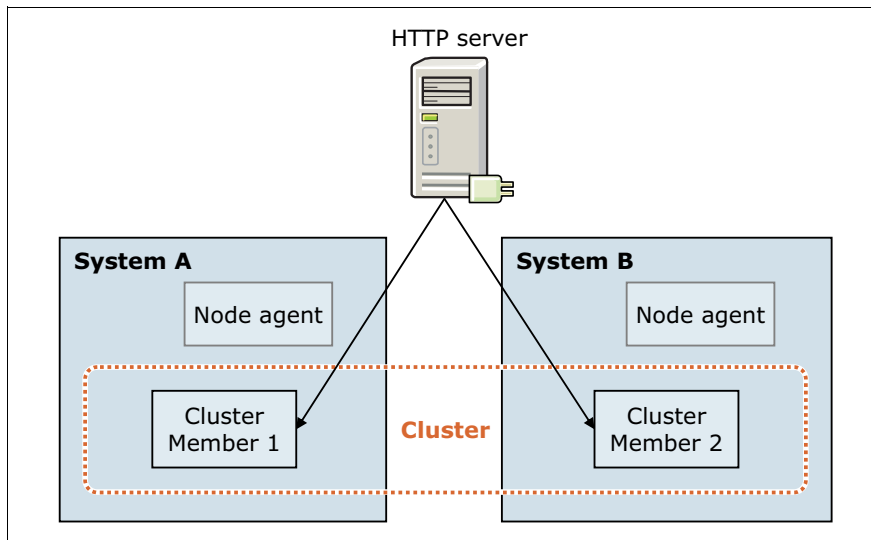 HTTP server
System A
System B
Node agent
Node agent
Cluster
Member 1
Cluster
Cluster
Member 2